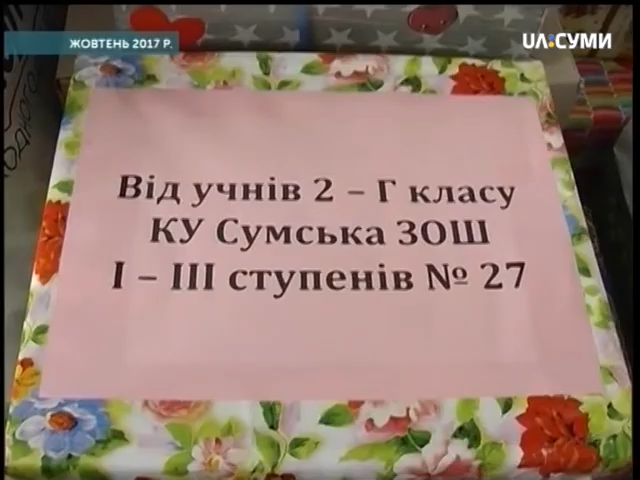 ЖОВТЕНЬ 2017 Р.
UA:СУМИ
Від учнів 2 – Г класу
КУ Сумська ЗОШ
І – ІІІ ступенів № 27